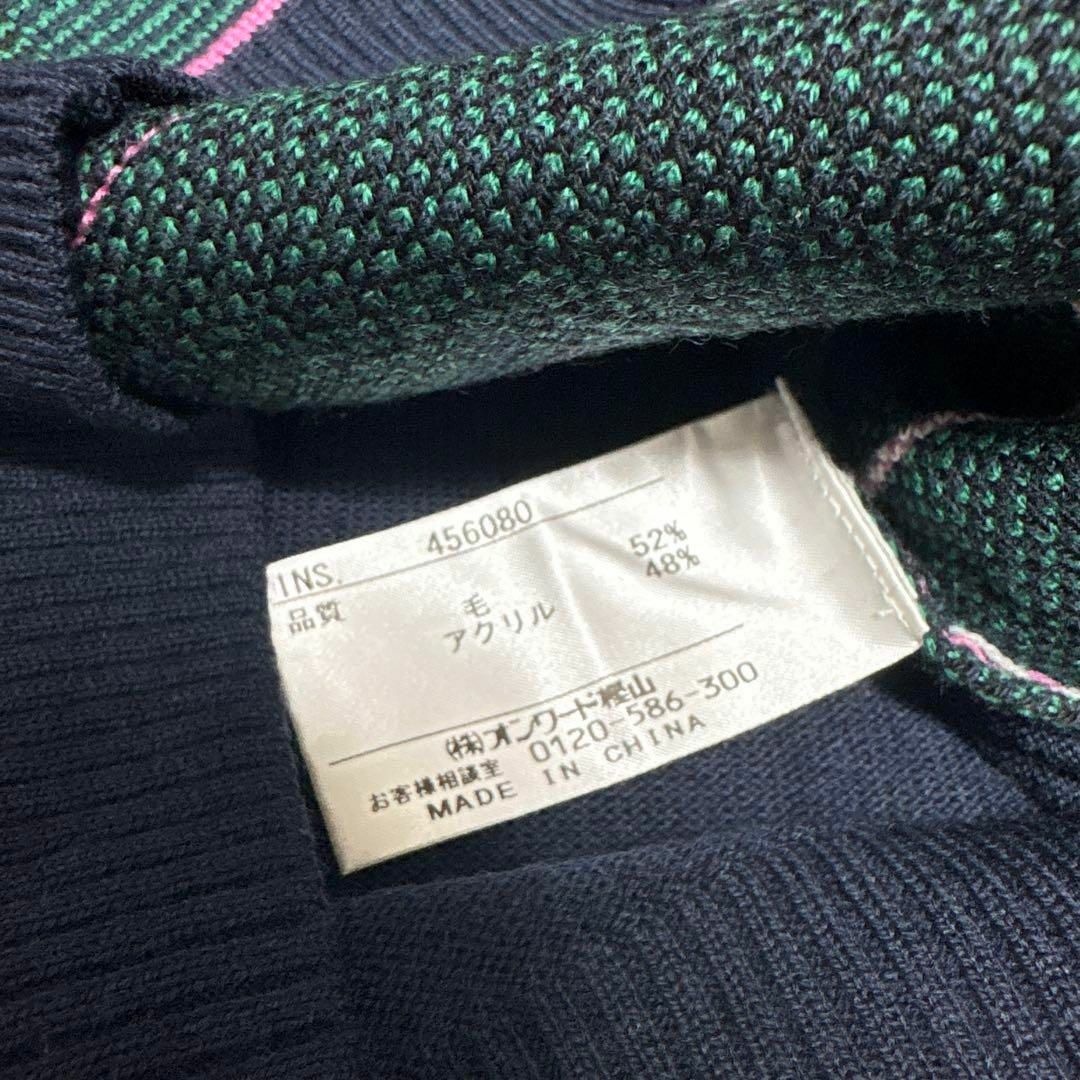 INS. 456080
品質 毛 52%
アクリル 48%
(株)オンワード樫山
お客様相談室 0120-586-300
MADE IN CHINA